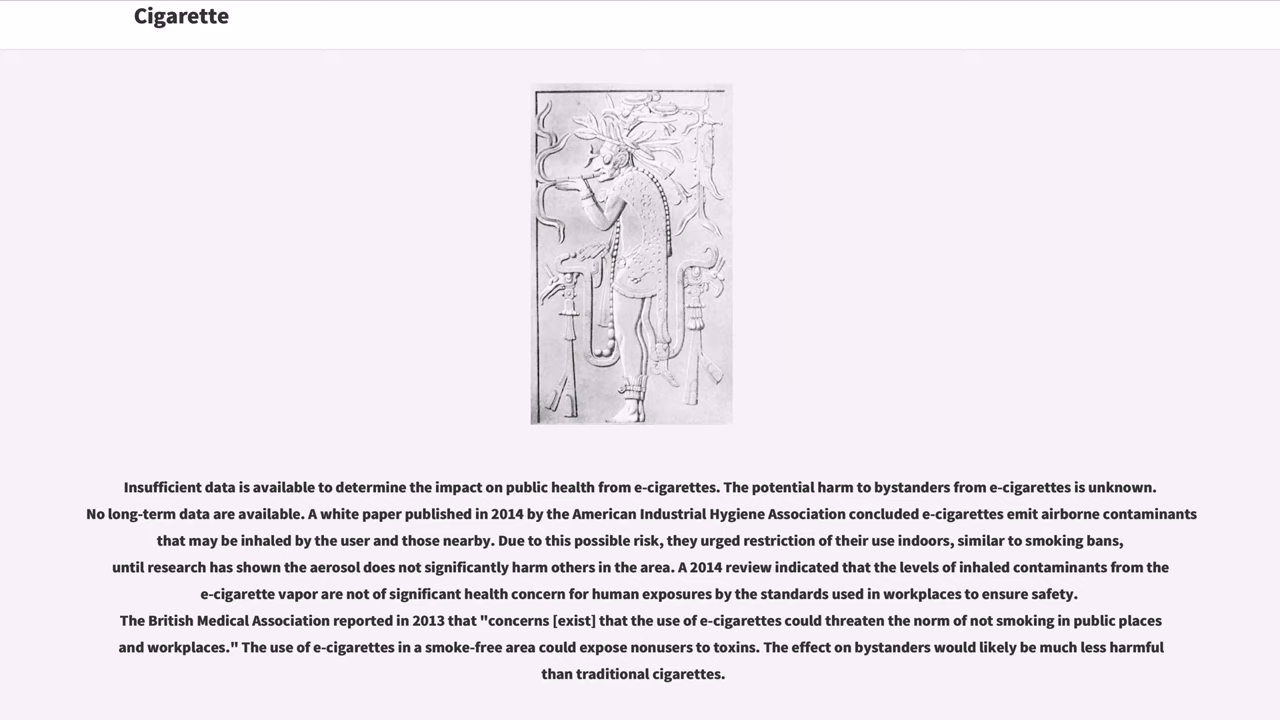 Cigarette
Insufficient data is available to determine the impact on public health from e-cigarettes. The potential harm to bystanders from e-cigarettes is unknown.
No long-term data are available. A white paper published in 2014 by the American Industrial Hygiene Association concluded e-cigarettes emit airborne contaminants
that may be inhaled by the user and those nearby. Due to this possible risk, they urged restriction of their use indoors, similar to smoking bans,
until research has shown the aerosol does not significantly harm others in the area. A 2014 review indicated that the levels of inhaled contaminants from the
e-cigarette vapor are not of significant health concern for human exposures by the standards used in workplaces to ensure safety.
The British Medical Association reported in 2013 that "concerns [exist] that the use of e-cigarettes could threaten the norm of not smoking in public places
and workplaces." The use of e-cigarettes in a smoke-free area could expose nonusers to toxins. The effect on bystanders would likely be much less harmful
than traditional cigarettes.